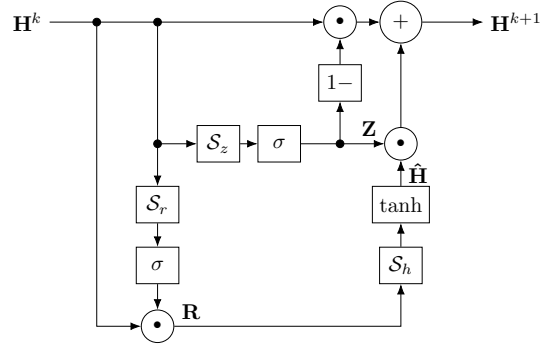 H^k
+
H^{k+1}
1−
Z
S_z
σ
Ĥ
S_r
tanh
σ
S_h
R